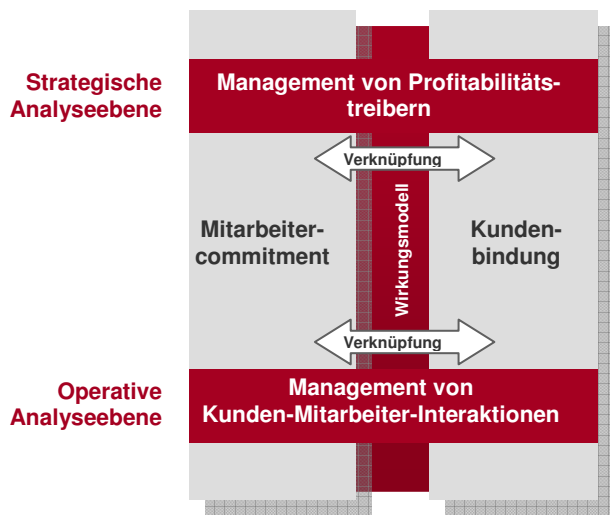 Strategische
Analyseebene
Management von Profitabilitäts-
treibern
Verknüpfung
Mitarbeiter-
commitment
Wirkungsmodell
Kunden-
bindung
Verknüpfung
Operative
Analyseebene
Management von
Kunden-Mitarbeiter-Interaktionen